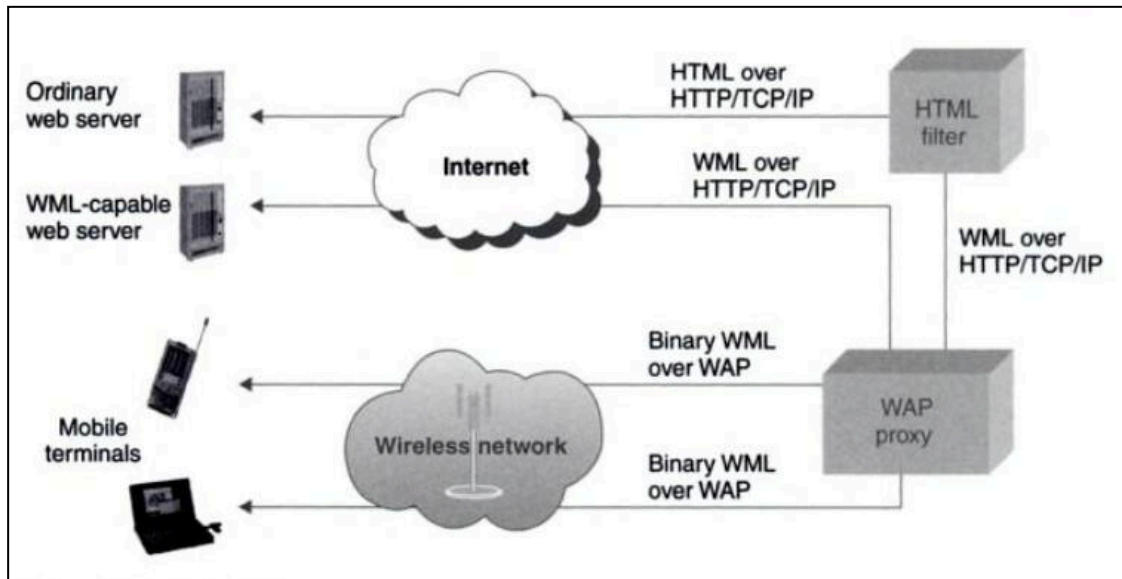 Ordinary
web server
WML-capable
web server
Internet
HTML over
HTTP/TCP/IP
WML over
HTTP/TCP/IP
HTML
filter
WML over
HTTP/TCP/IP
Mobile
terminals
Wireless network
Binary WML
over WAP
Binary WML
over WAP
WAP
proxy